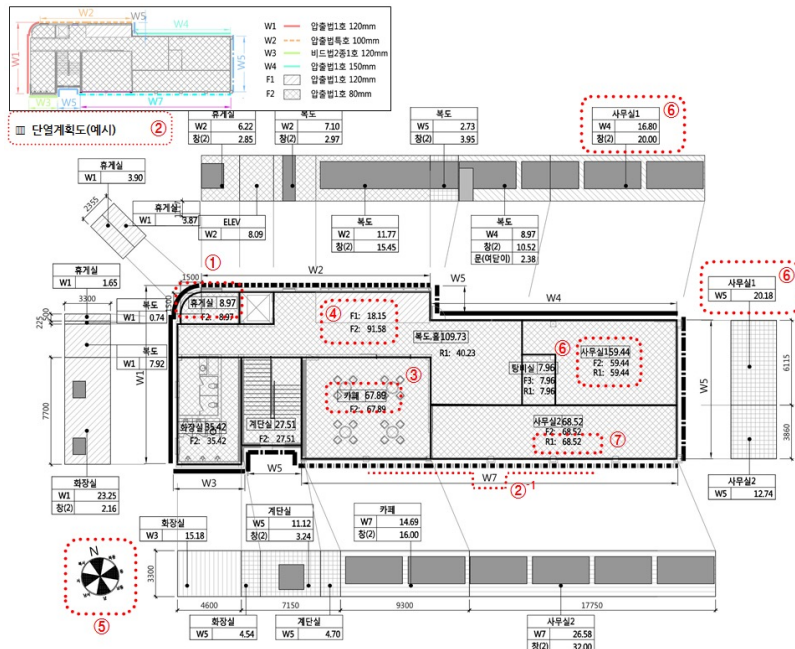 W2
W5
W4
W1
W5
W3
W5
W7
W1 압출법1호 120mm
W2 압출법특호 100mm
W3 비드법2종1호 120mm
W4 압출법1호 150mm
F1 압출법1호 120mm
F2 압출법1호 80mm
▥ 단열계획도(예시) ②
휴게실
W2 6.22
창(2) 2.85
복도
W2 7.10
창(2) 2.97
복도
W5 2.73
창(2) 3.95
사무실1 ⑥
W4 16.80
창(2) 20.00
휴게실
W1 3.90
2355
휴게실
W1 3.87
ELEV
W2 8.09
복도
W2 11.77
창(2) 15.45
복도
W4 8.97
창(2) 10.52
문(여닫이) 2.38
휴게실
W1 1.65
3300
복도
W1 0.74
복도
W1 7.92
225
500
7700
W1
화장실
W1 23.25
창(2) 2.16
①
1500
W2
W5
W4
휴게실 8.97
F2: 8.97
④
F1: 18.15
F2: 91.58
복도,홀109.73
R1: 40.23
③
카페 67.89
F2: 67.89
탕비실 7.96
F3: 7.96
R1: 7.96
⑥
사무실159.44
F2: 59.44
R1: 59.44
사무실268.52
F2: 68.52
R1: 68.52
⑦
화장실35.42
F2: 35.42
계단실 27.51
F2: 27.51
W3
W5
W7
②-1
W5
⑥
사무실1
W5 20.18
6115
3860
사무실2
W5 12.74
N
⑤
화장실
W3 15.18
계단실
W5 11.12
창(2) 3.24
카페
W7 14.69
창(2) 16.00
3300
4600
7150
9300
17750
화장실
W5 4.54
계단실
W5 4.70
사무실2
W7 26.58
창(2) 32.00